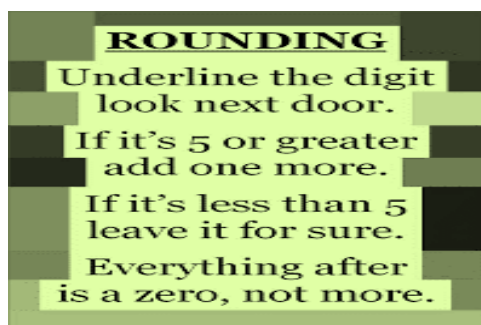 ROUNDING
Underline the digit
look next door.
If it's 5 or greater
add one more.
If it's less than 5
leave it for sure.
Everything after
is a zero, not more.